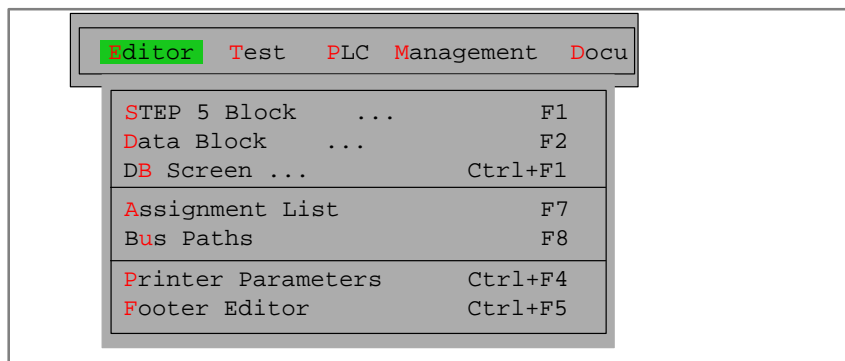 Editor Test PLC Management Docu
STEP 5 Block ... F1
Data Block ... F2
DB Screen ... Ctrl+F1
Assignment List F7
Bus Paths F8
Printer Parameters Ctrl+F4
Footer Editor Ctrl+F5